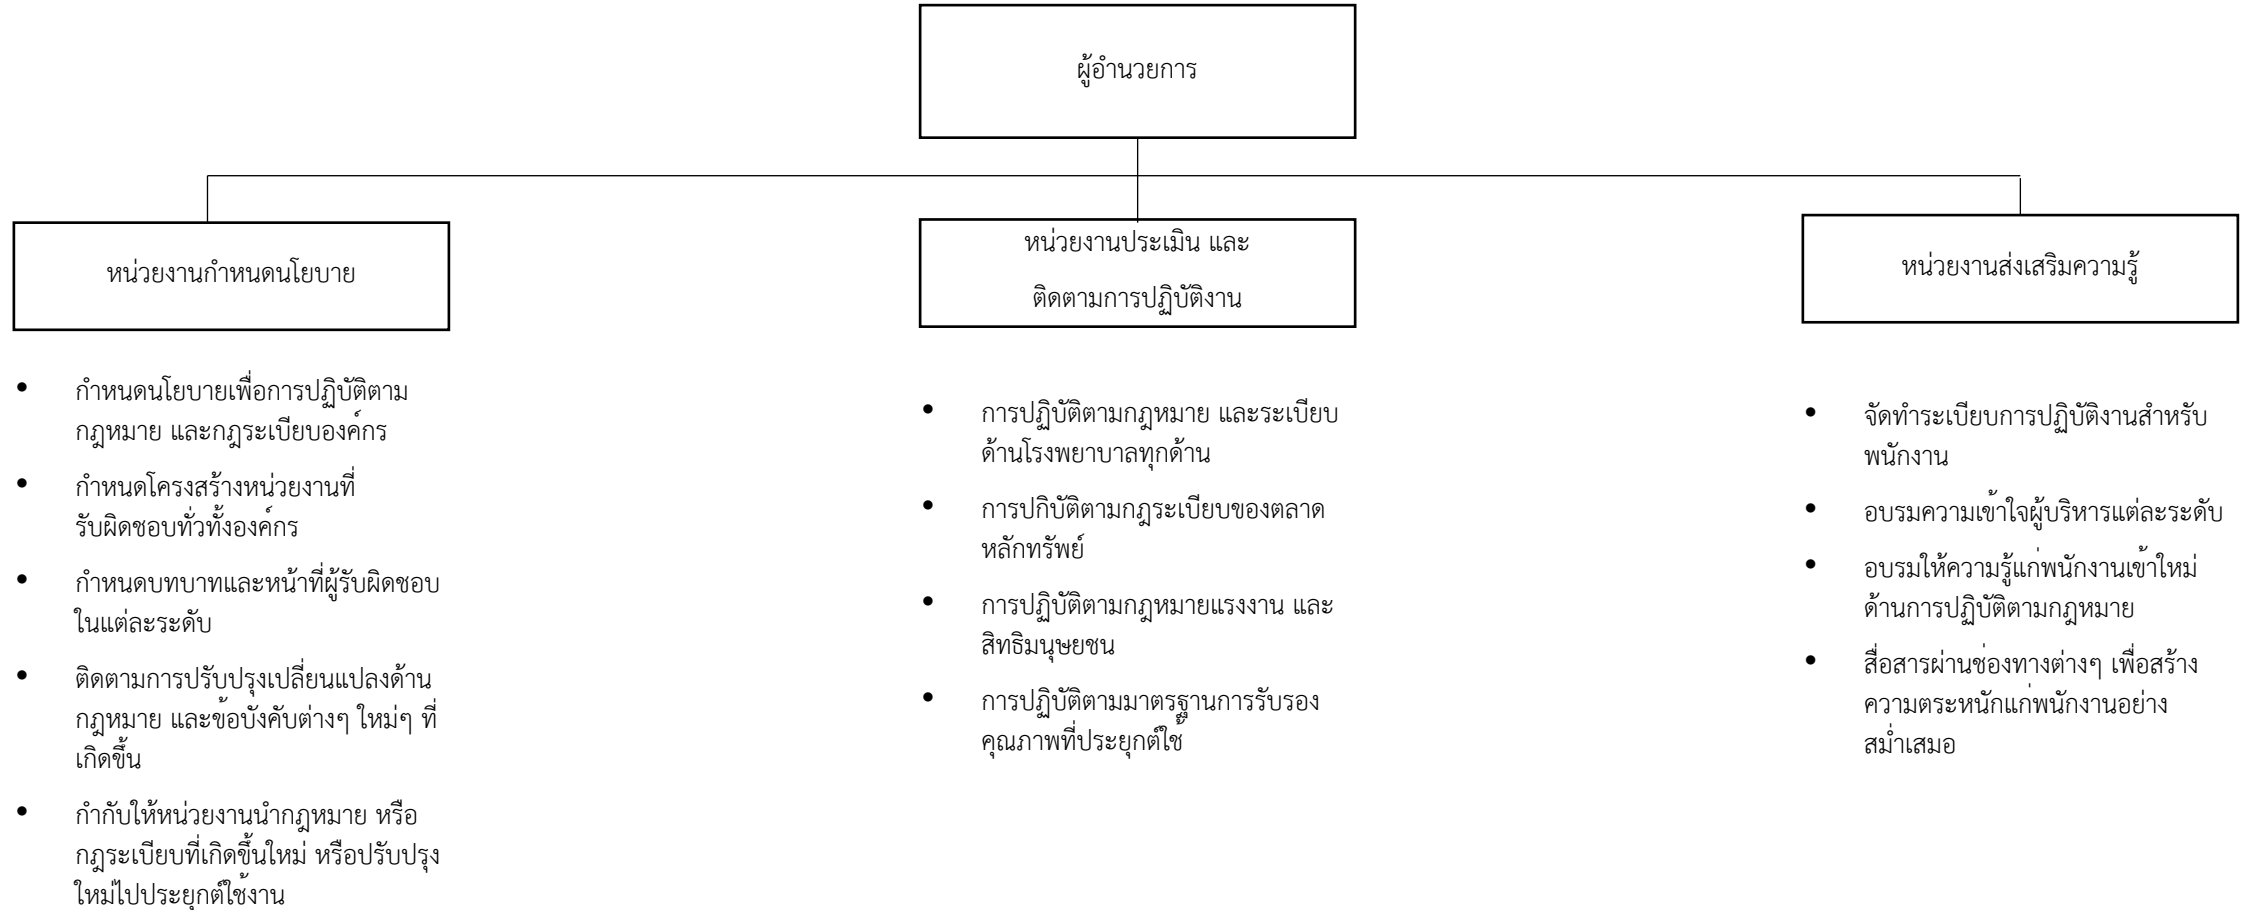 ผู้อำนวยการ
หน่วยงานกำหนดนโยบาย
• กำหนดนโยบายเพื่อการปฏิบัติตาม
กฎหมาย และกฎระเบียบองค์กร
• กำหนดโครงสร้างหน่วยงานที่
รับผิดชอบทั่วทั้งองค์กร
• กำหนดบทบาทและหน้าที่ผู้รับผิดชอบ
ในแต่ละระดับ
• ติดตามการปรับปรุงเปลี่ยนแปลงด้าน
กฎหมาย และข้อบังคับต่างๆ ใหม่ๆ ที่
เกิดขึ้น
• กำกับให้หน่วยงานนำกฎหมาย หรือ
กฎระเบียบที่เกิดขึ้นใหม่ หรือปรับปรุง
ใหม่ไปประยุกต์ใช้งาน
หน่วยงานประเมิน และ
ติดตามการปฏิบัติงาน
• การปฏิบัติตามกฎหมาย และระเบียบ
ด้านโรงพยาบาลทุกด้าน
• การปกิบัติตามกฎระเบียบของตลาด
หลักทรัพย์
• การปฏิบัติตามกฎหมายแรงงาน และ
สิทธิมนุษยชน
• การปฏิบัติตามมาตรฐานการรับรอง
คุณภาพที่ประยุกต์ใช้
หน่วยงานส่งเสริมความรู้
• จัดทำระเบียบการปฏิบัติงานสำหรับ
พนักงาน
• อบรมความเข้าใจผู้บริหารแต่ละระดับ
• อบรมให้ความรู้แก่พนักงานเข้าใหม่
ด้านการปฏิบัติตามกฎหมาย
• สื่อสารผ่านช่องทางต่างๆ เพื่อสร้าง
ความตระหนักแก่พนักงานอย่าง
สม่ำเสมอ